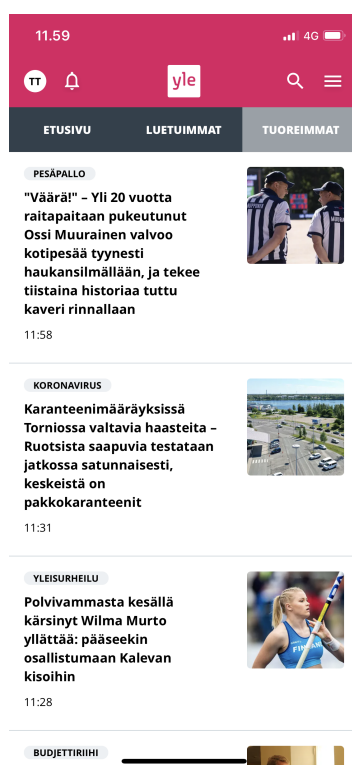 11.59
4G
TT
yle
ETUSIVU
LUETUIMMAT
TUOREIMMAT
PESÄPALLO
"Väärä!" – Yli 20 vuotta
raitapaitaan pukeutunut
Ossi Muurainen valvoo
kotipesää tyynesti
haukansilmällään, ja tekee
tiistaina historiaa tuttu
kaveri rinnallaan
11:58
KORONAVIRUS
Karanteenimääräyksissä
Torniossa valtavia haasteita –
Ruotsista saapuvia testataan
jatkossa satunnaisesti,
keskeistä on
pakkokaranteenit
11:31
YLEISURHEILU
Polvivammasta kesällä
kärsinyt Wilma Murto
yllättää: pääseekin
osallistumaan Kalevan
kisoihin
11:28
BUDJETTIRIIHI